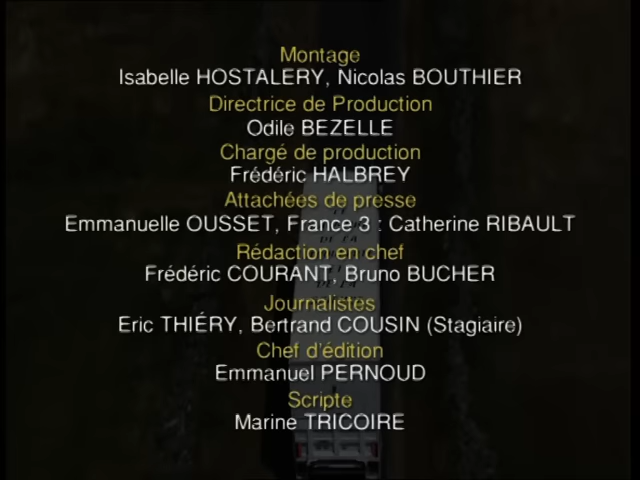 Montage
Isabelle HOSTALERY, Nicolas BOUTHIER
Directrice de Production
Odile BEZELLE
Chargé de production
Frédéric HALBREY
Attachées de presse
Emmanuelle OUSSET, France 3 : Catherine RIBAULT
Rédaction en chef
Frédéric COURANT, Bruno BUCHER
Journalistes
Eric THIÉRY, Bertrand COUSIN (Stagiaire)
Chef d'édition
Emmanuel PERNOUD
Scripte
Marine TRICOIRE